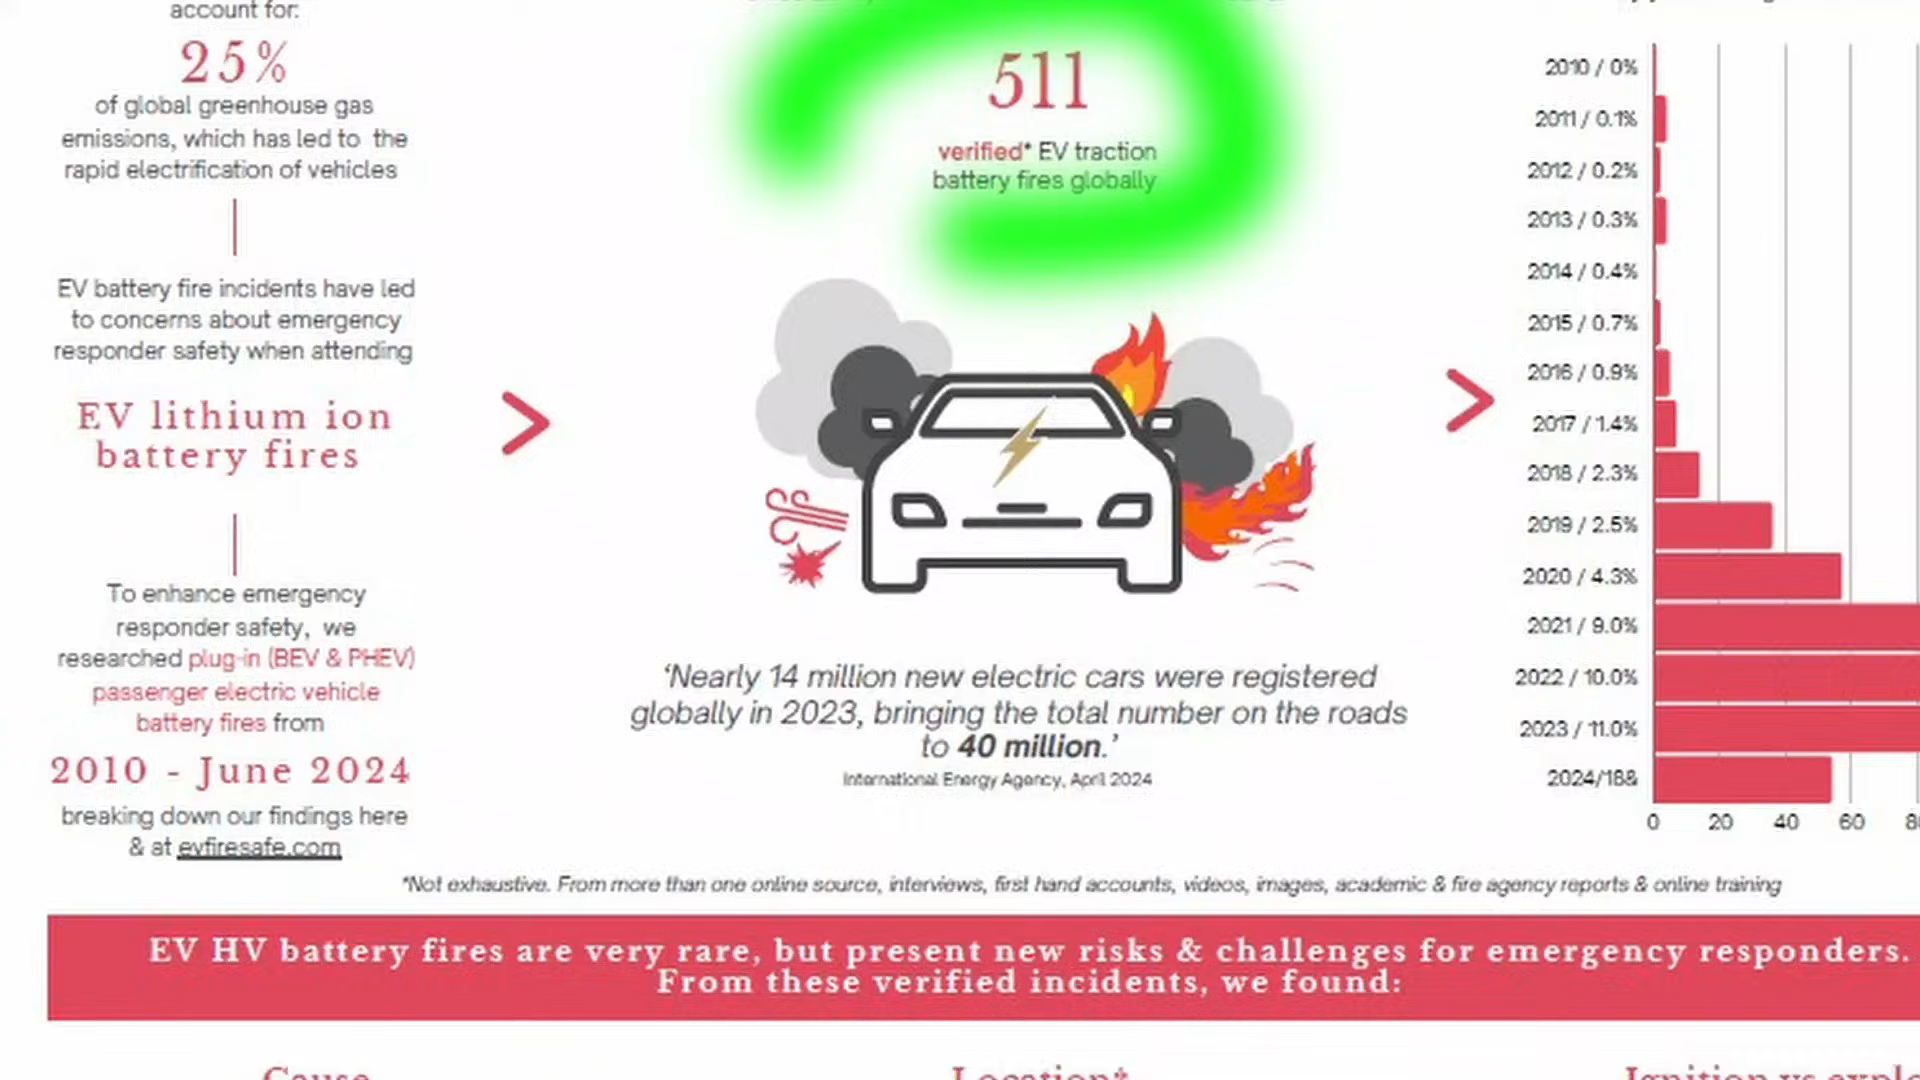 account for:
25%
of global greenhouse gas
emissions, which has led to the
rapid electrification of vehicles
EV battery fire incidents have led
to concerns about emergency
responder safety when attending
EV lithium ion
battery fires
To enhance emergency
responder safety, we
researched plug-in (BEV & PHEV)
passenger electric vehicle
battery fires from
2010 - June 2024
breaking down our findings here
& at evfiresafe.com
511
verified* EV traction
battery fires globally
‘Nearly 14 million new electric cars were registered
globally in 2023, bringing the total number on the roads
to 40 million.’
International Energy Agency, April 2024
2010 / 0%
2011 / 0.1%
2012 / 0.2%
2013 / 0.3%
2014 / 0.4%
2015 / 0.7%
2016 / 0.9%
2017 / 1.4%
2018 / 2.3%
2019 / 2.5%
2020 / 4.3%
2021 / 9.0%
2022 / 10.0%
2023 / 11.0%
2024/18&
0 20 40 60
*Not exhaustive. From more than one online source, interviews, first hand accounts, videos, images, academic & fire agency reports & online training
EV HV battery fires are very rare, but present new risks & challenges for emergency responders.
From these verified incidents, we found:
Cause Location* Ignition vs